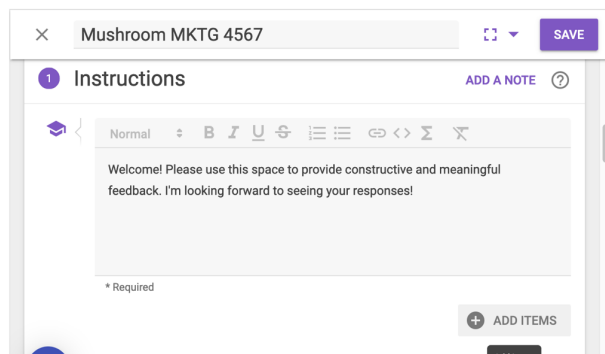 Mushroom MKTG 4567
SAVE
1 Instructions
ADD A NOTE ?
Normal B I U S
Welcome! Please use this space to provide constructive and meaningful
feedback. I'm looking forward to seeing your responses!
* Required
ADD ITEMS